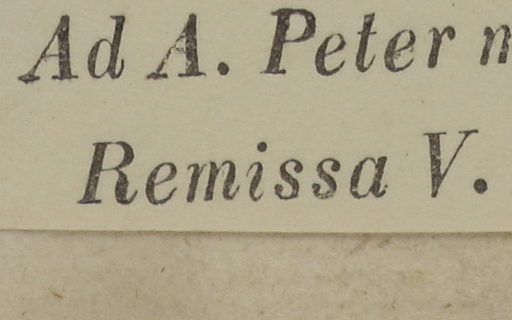 Ad A. Peter m
Remissa V.